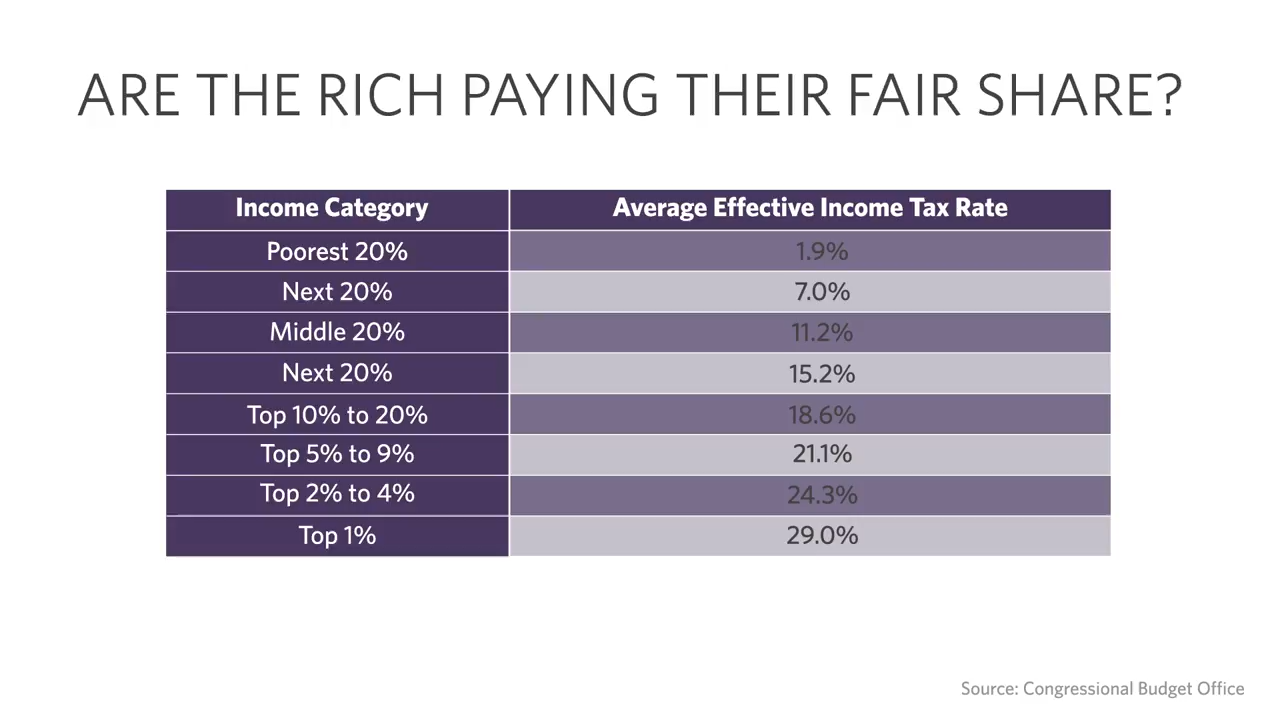 ARE THE RICH PAYING THEIR FAIR SHARE?
Income Category Average Effective Income Tax Rate
Poorest 20% 1.9%
Next 20% 7.0%
Middle 20% 11.2%
Next 20% 15.2%
Top 10% to 20% 18.6%
Top 5% to 9% 21.1%
Top 2% to 4% 24.3%
Top 1% 29.0%
Source: Congressional Budget Office